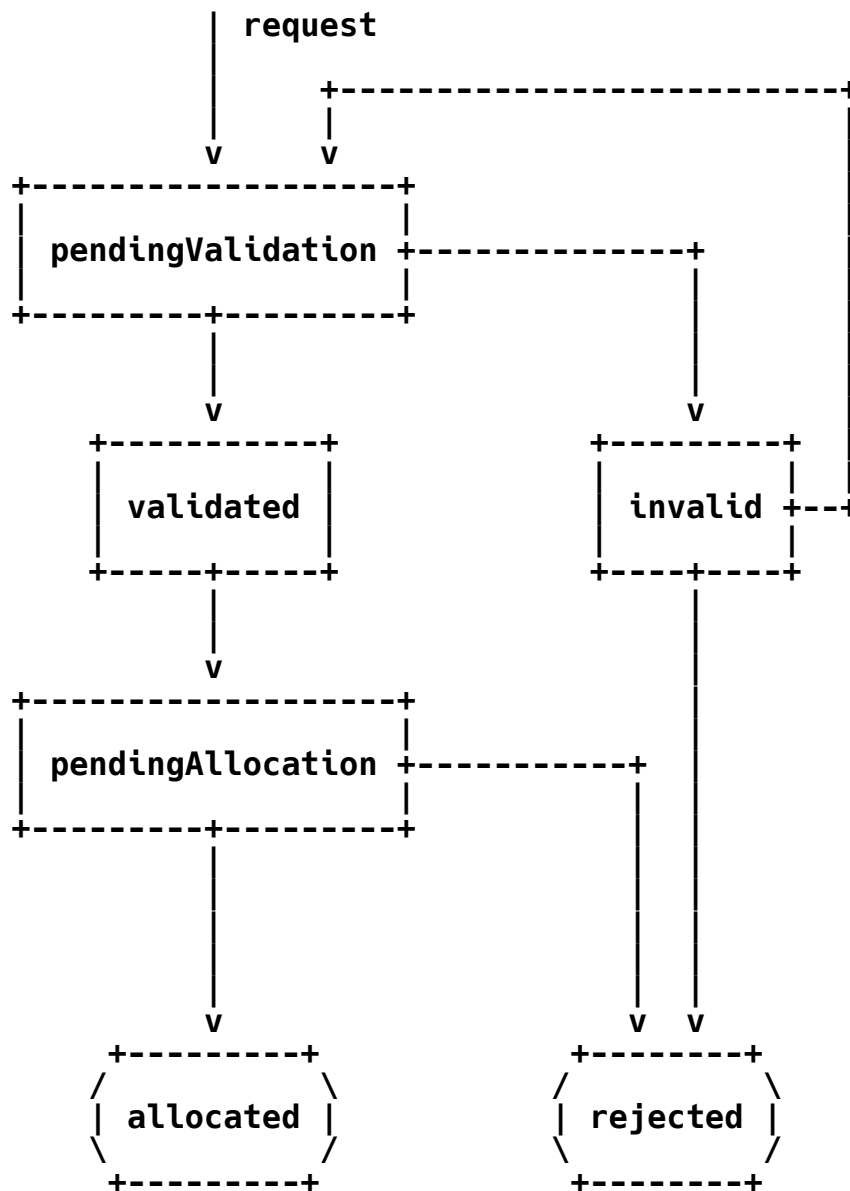 request
pendingValidation
validated
invalid
pendingAllocation
allocated
rejected